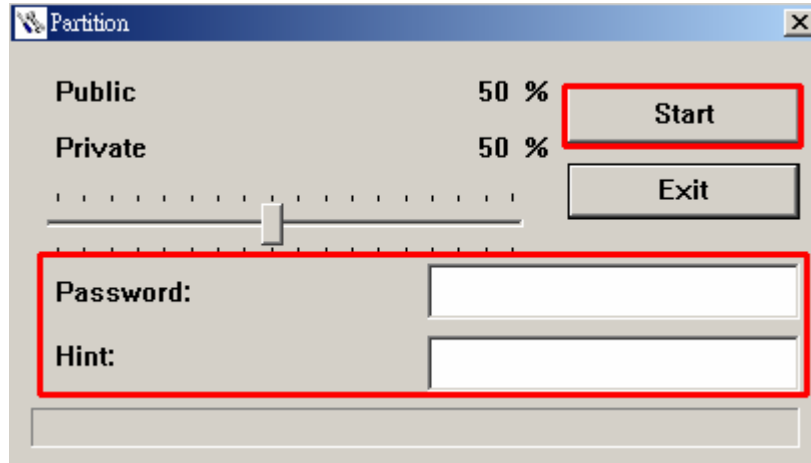 Partition
Public 50 %
Start
Private 50 %
Exit
Password:
Hint: